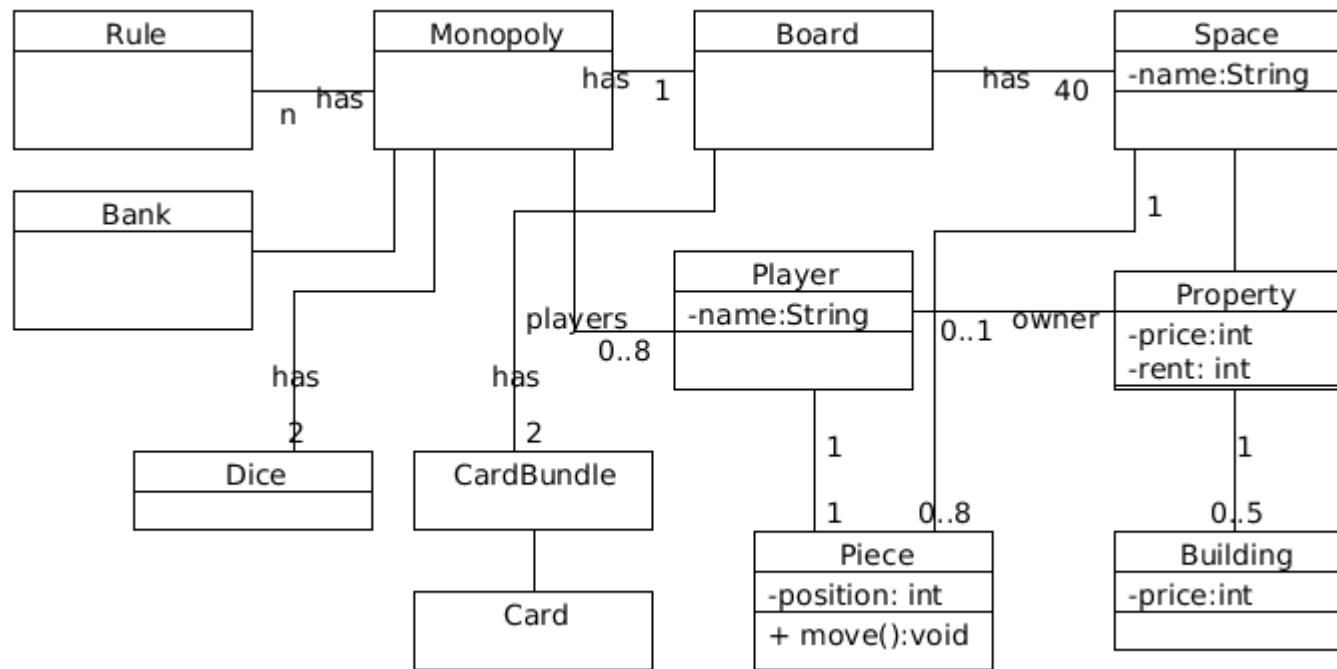 Rule
Monopoly
Board
Space
-name:String
has
1
has
40
has
n
Bank
1
Player
-name:String
players
0..8
0..1
owner
Property
-price:int
-rent: int
has
2
has
2
1
1
0..8
1
0..5
Dice
CardBundle
Card
Piece
-position: int
+ move():void
Building
-price:int